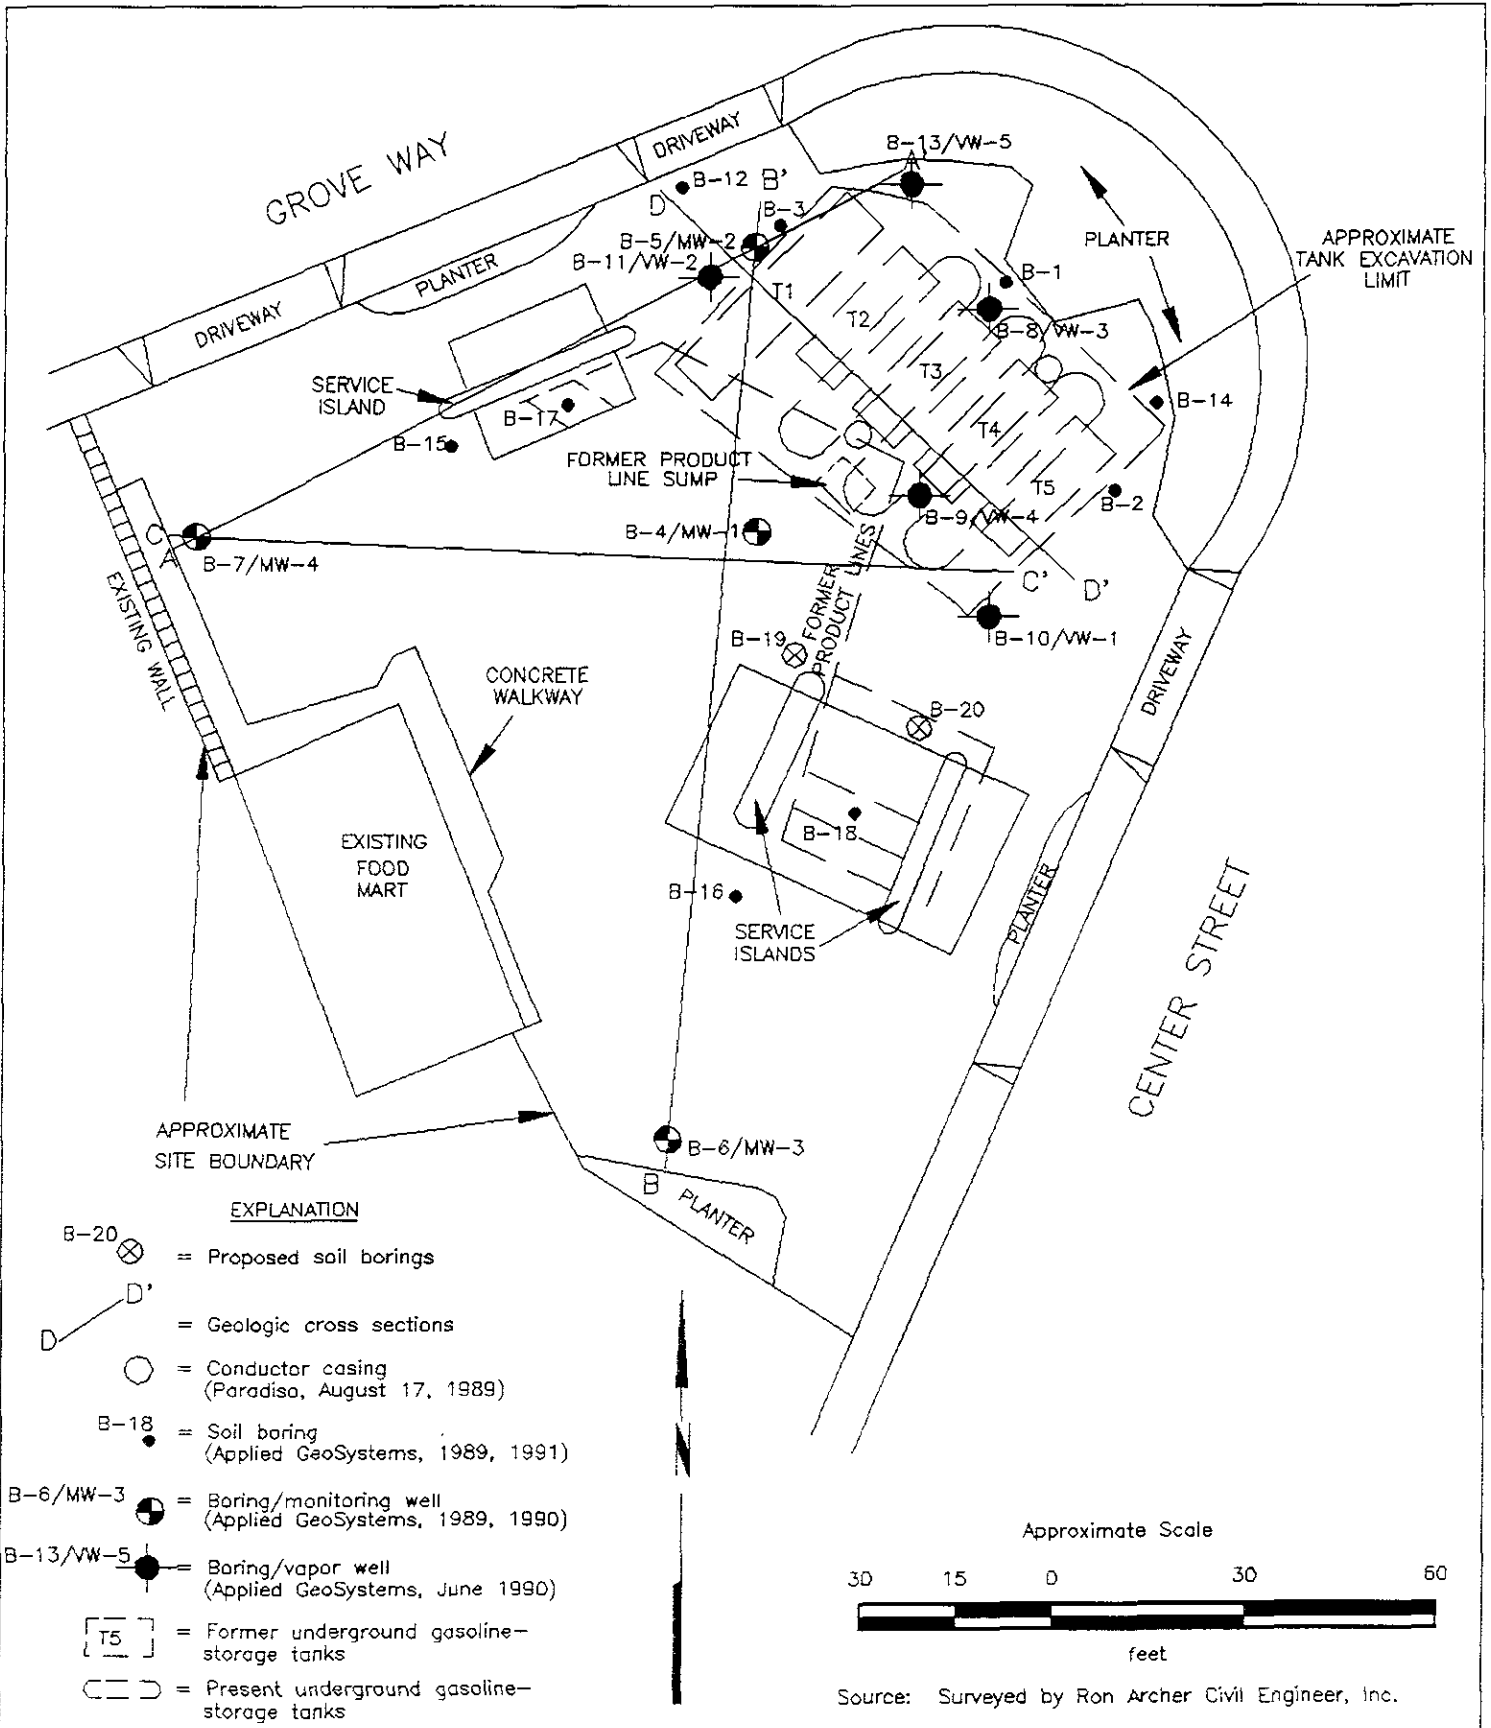 GROVE WAY
DRIVEWAY
B-13/VW-5
A'
B-12
B'
D
B-3
B-5/MW-2
B-11/VW-2
PLANTER
PLANTER
APPROXIMATE
TANK EXCAVATION
LIMIT
B-1
T1
T2
B-8/VW-3
DRIVEWAY
T3
SERVICE
ISLAND
B-17
B-14
B-15
T4
FORMER PRODUCT
LINE SUMP
T5
B-2
B-9/VW-4
B-4/MW-1
C
A
B-7/MW-4
C'
D'
EXISTING WALL
FORMER
PRODUCT LINES
B-10/VW-1
B-19
DRIVEWAY
CONCRETE
WALKWAY
B-20
B-18
EXISTING
FOOD
MART
B-16
PLANTER
SERVICE
ISLANDS
CENTER STREET
APPROXIMATE
SITE BOUNDARY
B-6/MW-3
B
PLANTER
EXPLANATION
B-20
= Proposed soil borings
D'
D
= Geologic cross sections
= Conductor casing
(Paradiso, August 17, 1989)
B-18
= Soil boring
(Applied GeoSystems, 1989, 1991)
B-6/MW-3
= Boring/monitoring well
(Applied GeoSystems, 1989, 1990)
B-13/VW-5
= Boring/vapor well
(Applied GeoSystems, June 1990)
T5
= Former underground gasoline-
storage tanks
= Present underground gasoline-
storage tanks
Approximate Scale
30 15 0 30 60
feet
Source: Surveyed by Ron Archer Civil Engineer, Inc.